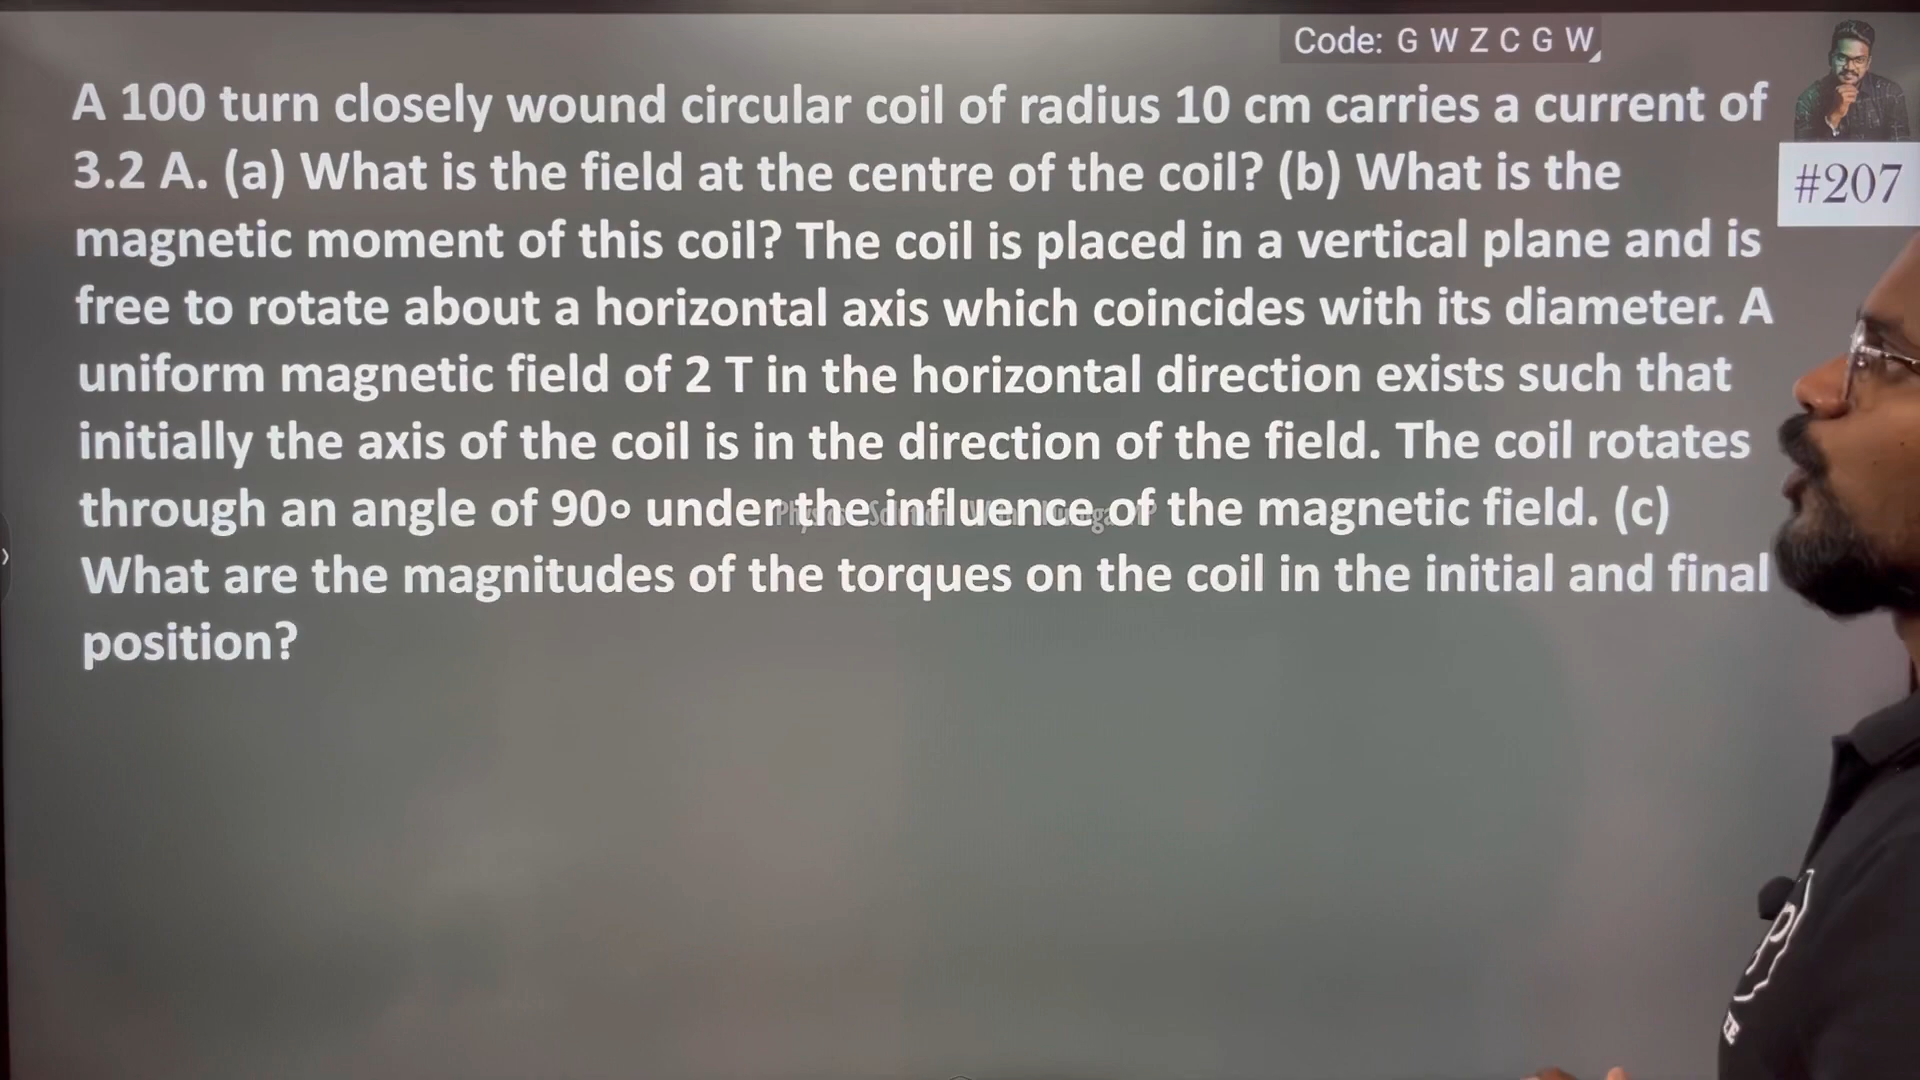 Code: G W Z C G W
A 100 turn closely wound circular coil of radius 10 cm carries a current of
#207
3.2 A. (a) What is the field at the centre of the coil? (b) What is the
magnetic moment of this coil? The coil is placed in a vertical plane and is
free to rotate about a horizontal axis which coincides with its diameter. A
uniform magnetic field of 2 T in the horizontal direction exists such that
initially the axis of the coil is in the direction of the field. The coil rotates
through an angle of 90∘ under the influence of the magnetic field. (c)
What are the magnitudes of the torques on the coil in the initial and final
position?